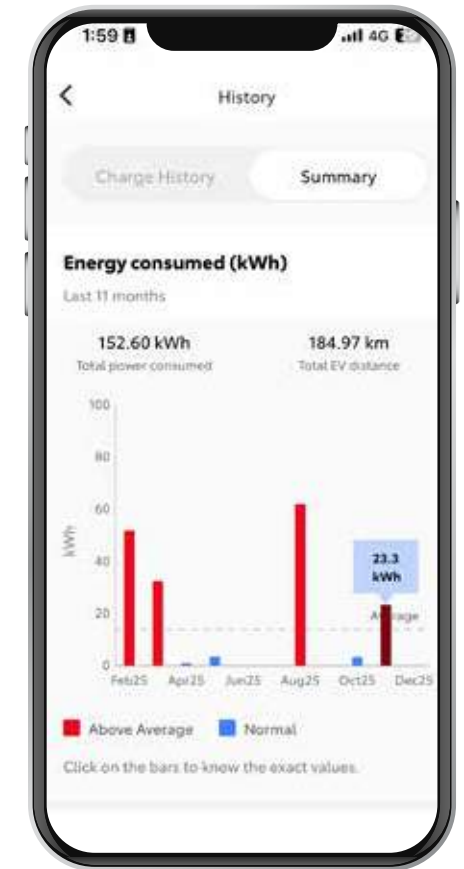 1:59 4G
History
Charge History Summary
Energy consumed (kWh)
Last 11 months
152.60 kWh 184.97 km
Total power consumed Total EV distance
100
80
60
40
20
0
kWh
23.3
kWh
Average
Feb25 Apr25 Jun25 Aug25 Oct25 Dec25
Above Average Normal
Click on the bars to know the exact values.